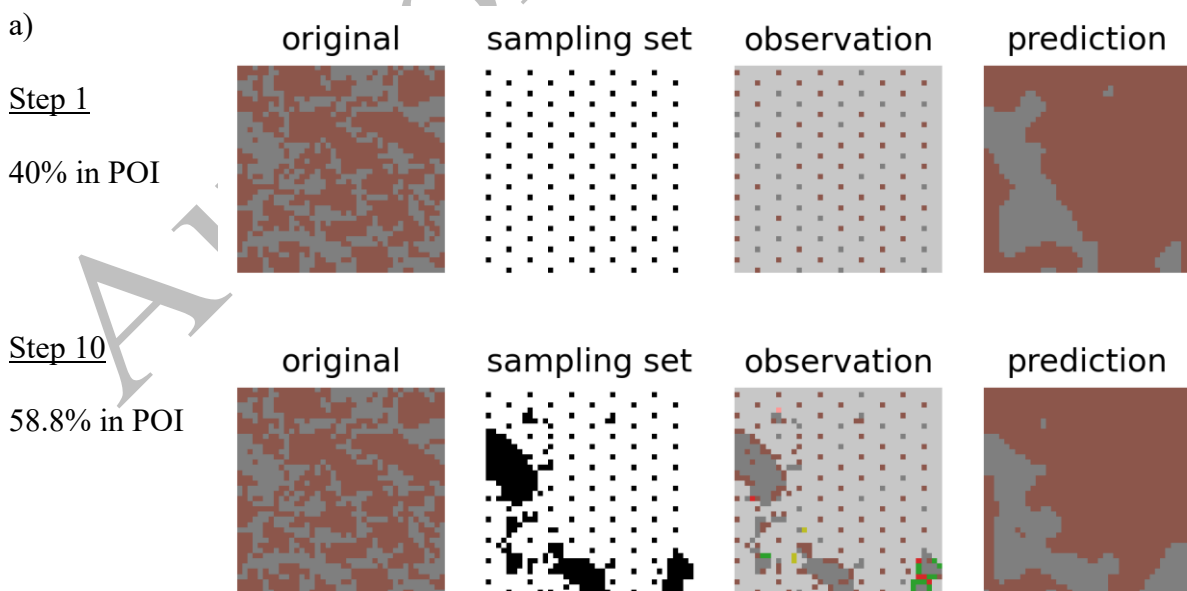 a)
original sampling set observation prediction
Step 1
40% in POI
original sampling set observation prediction
Step 10
58.8% in POI